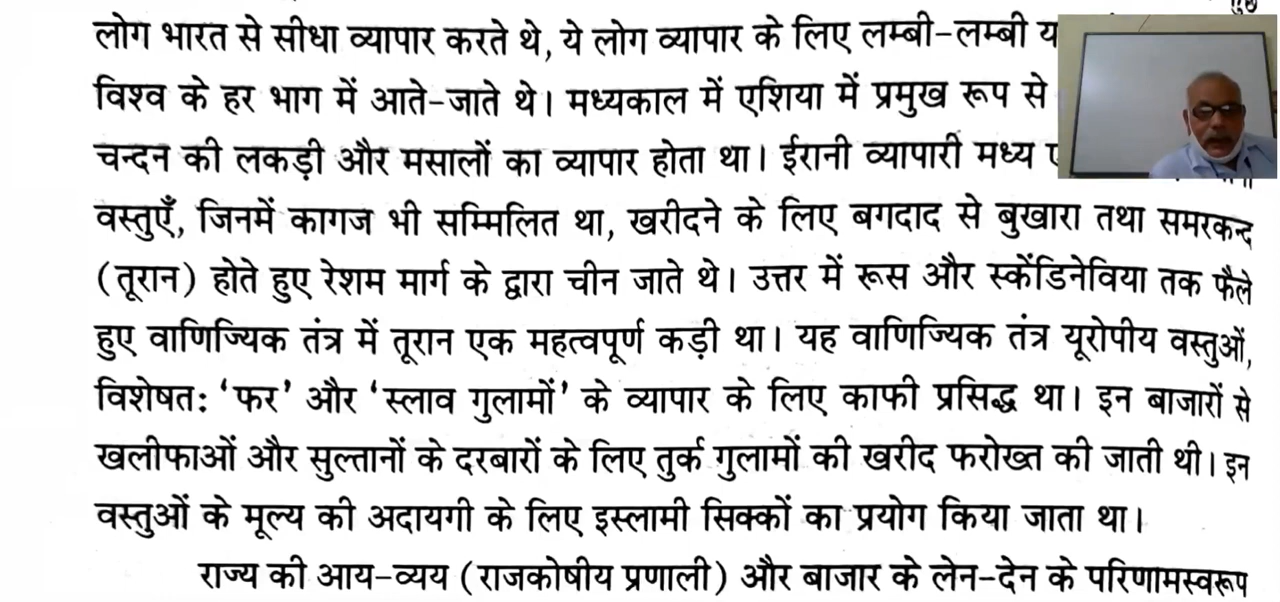 लोग भारत से सीधा व्यापार करते थे, ये लोग व्यापार के लिए लम्बी-लम्बी
विश्व के हर भाग में आते-जाते थे। मध्यकाल में एशिया में प्रमुख रूप से
चन्दन की लकड़ी और मसालों का व्यापार होता था। ईरानी व्यापारी मध्य
वस्तुएँ, जिनमें कागज भी सम्मिलित था, खरीदने के लिए बगदाद से बुखारा तथा समरकन्द
(तूरान) होते हुए रेशम मार्ग के द्वारा चीन जाते थे। उत्तर में रूस और स्केंडिनेविया तक फैले
हुए वाणिज्यिक तंत्र में तूरान एक महत्वपूर्ण कड़ी था। यह वाणिज्यिक तंत्र यूरोपीय वस्तुओं,
विशेषतः ‘फर’ और ‘स्लाव गुलामों’ के व्यापार के लिए काफी प्रसिद्ध था। इन बाजारों से
खलीफाओं और सुल्तानों के दरबारों के लिए तुर्क गुलामों की खरीद फरोख्त की जाती थी। इन
वस्तुओं के मूल्य की अदायगी के लिए इस्लामी सिक्कों का प्रयोग किया जाता था।
राज्य की आय-व्यय (राजकोषीय प्रणाली) और बाजार के लेन-देन के परिणामस्वरूप